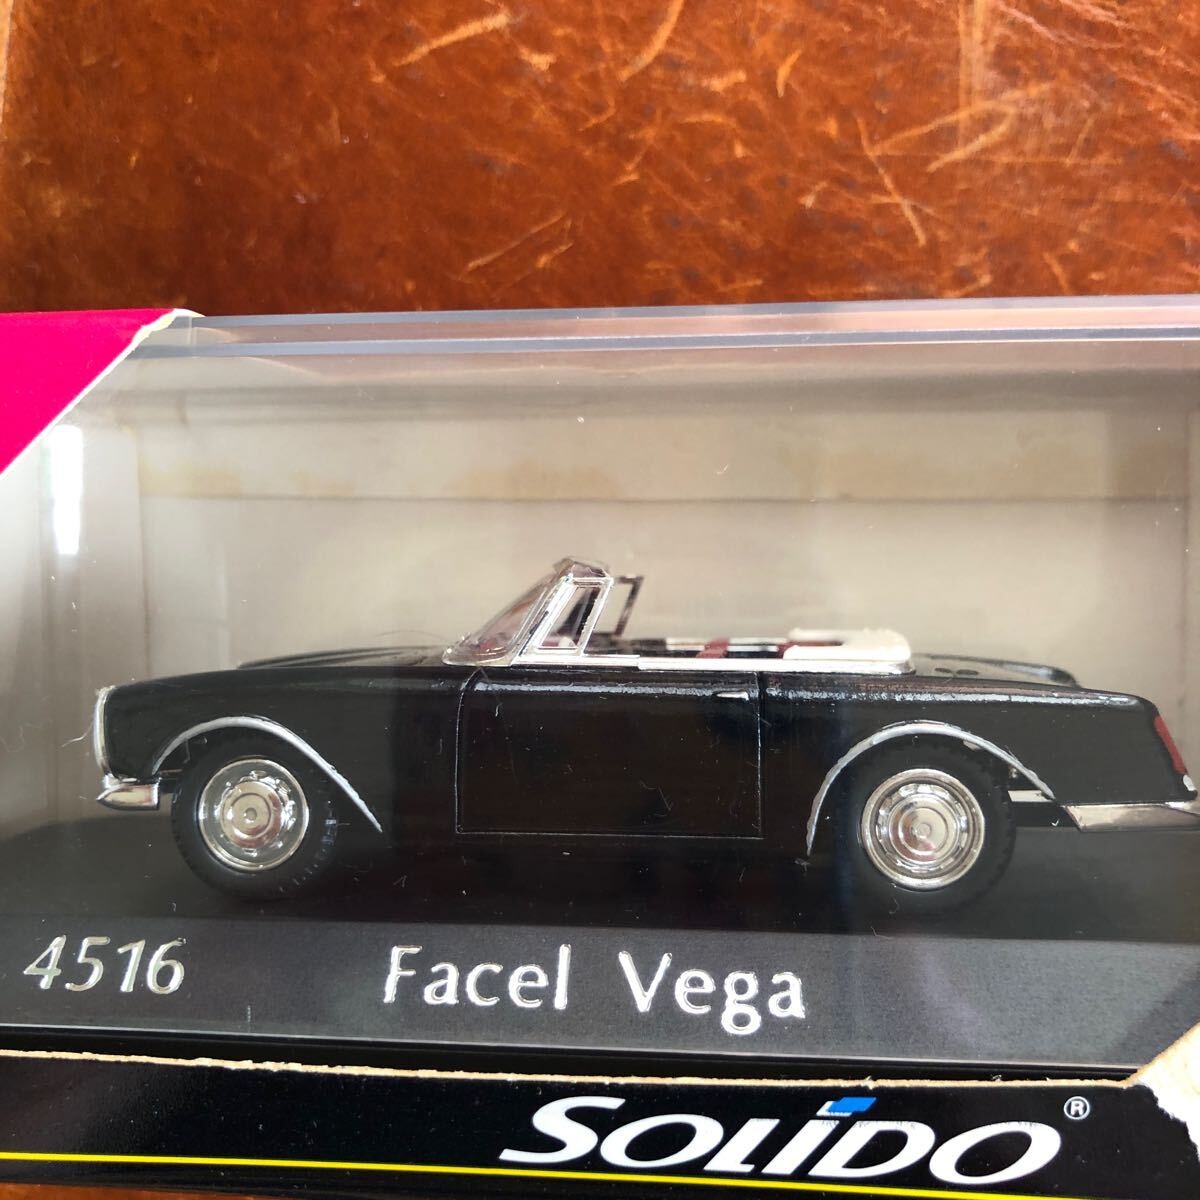 4516 Facel Vega
SOLIDO ®